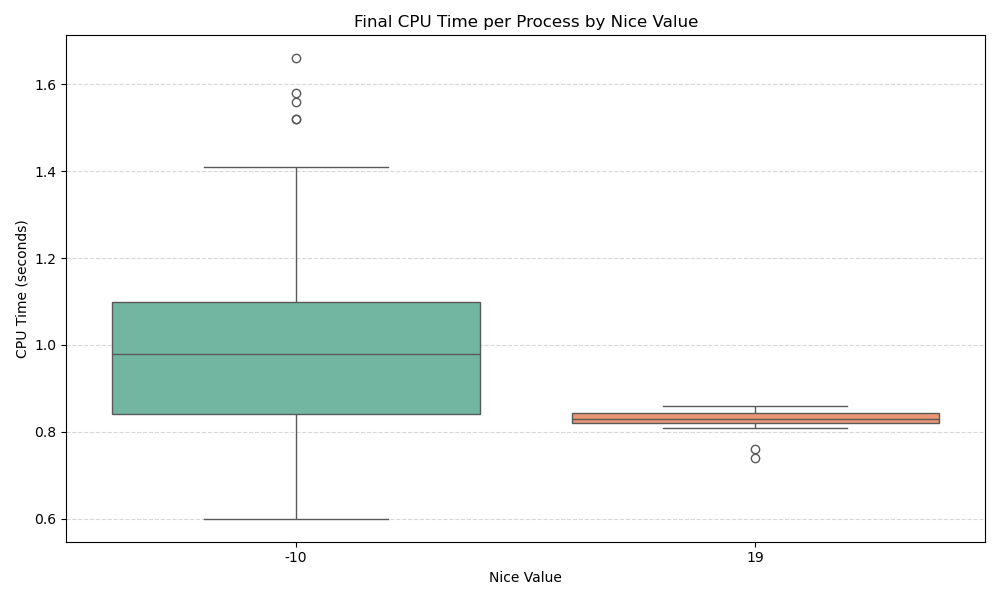 Final CPU Time per Process by Nice Value
CPU Time (seconds)
1.6
1.4
1.2
1.0
0.8
0.6
-10
19
Nice Value